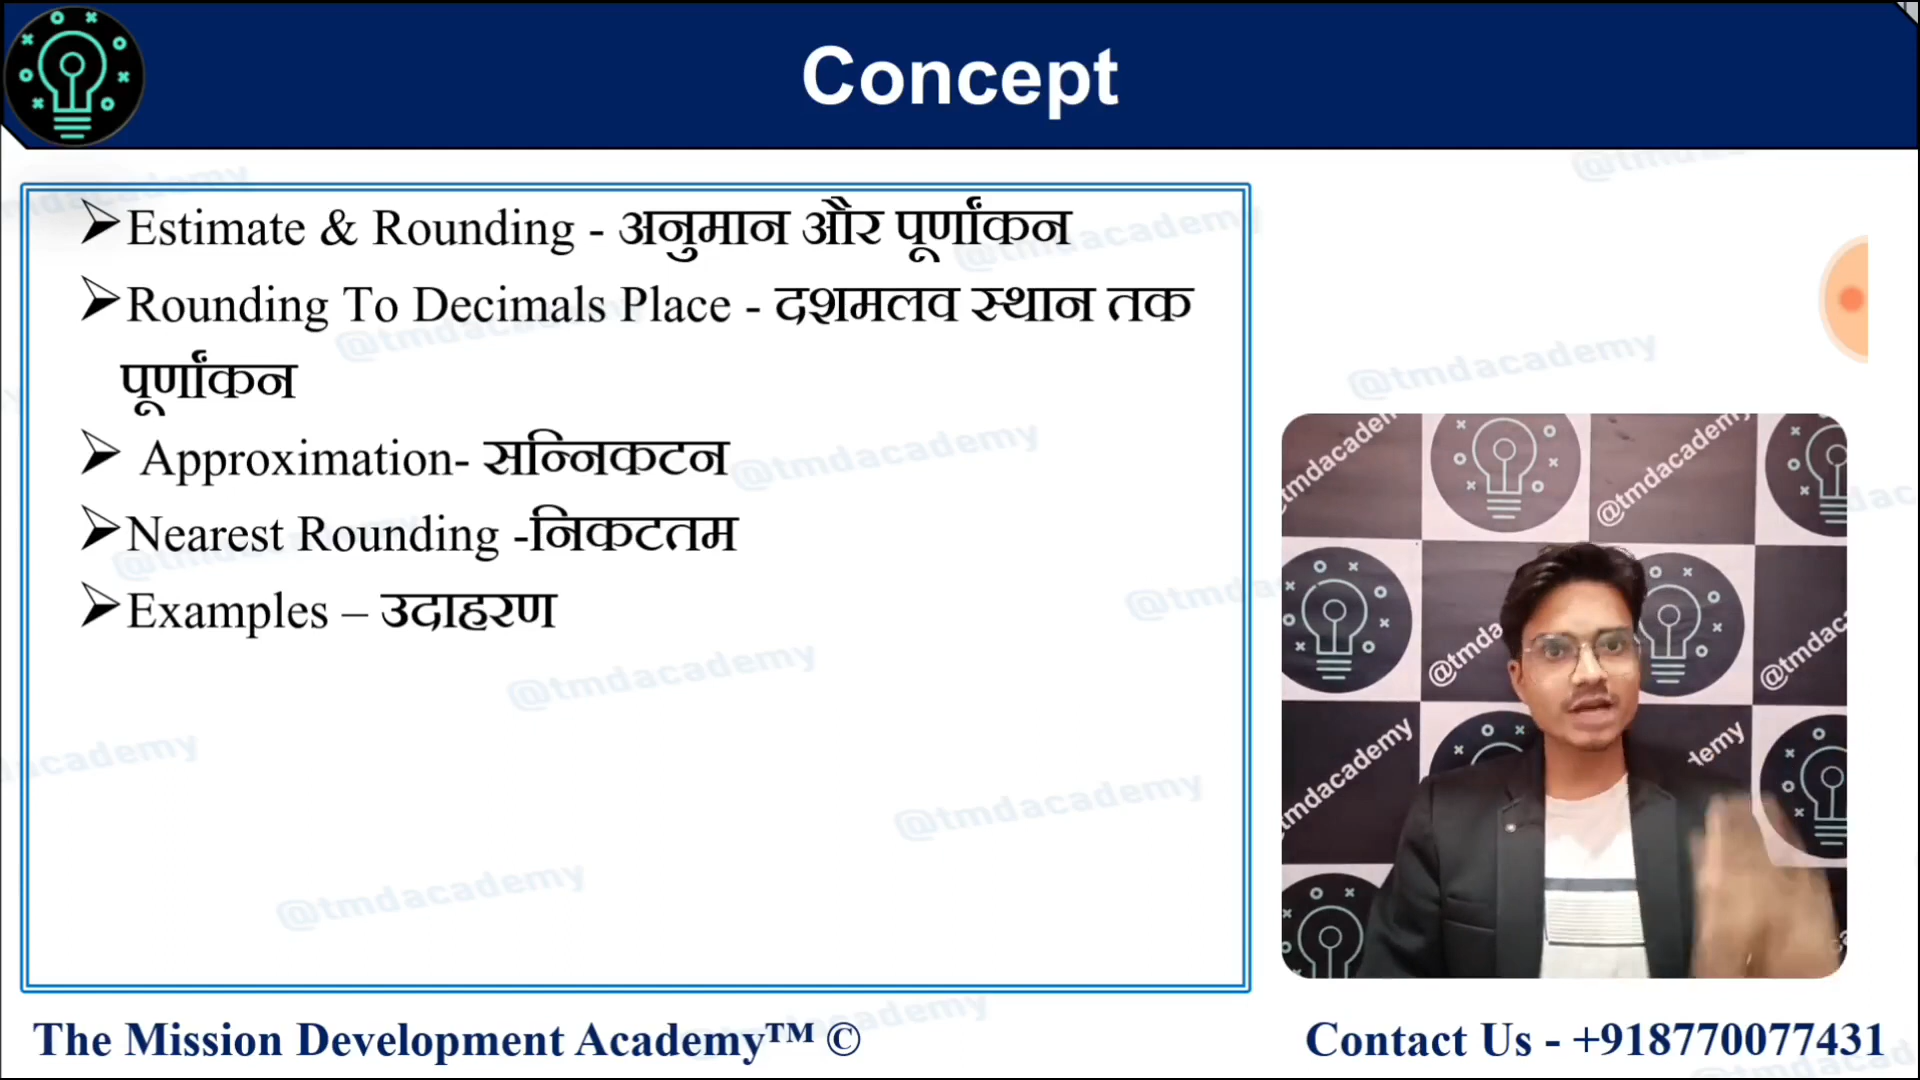 Concept
➢Estimate & Rounding - अनुमान और पूर्णांकन
➢Rounding To Decimals Place - दशमलव स्थान तक
पूर्णांकन
➢ Approximation- सन्निकटन
➢Nearest Rounding -निकटतम
➢Examples – उदाहरण
@tmdacademy
The Mission Development Academy™ ©
Contact Us - +918770077431